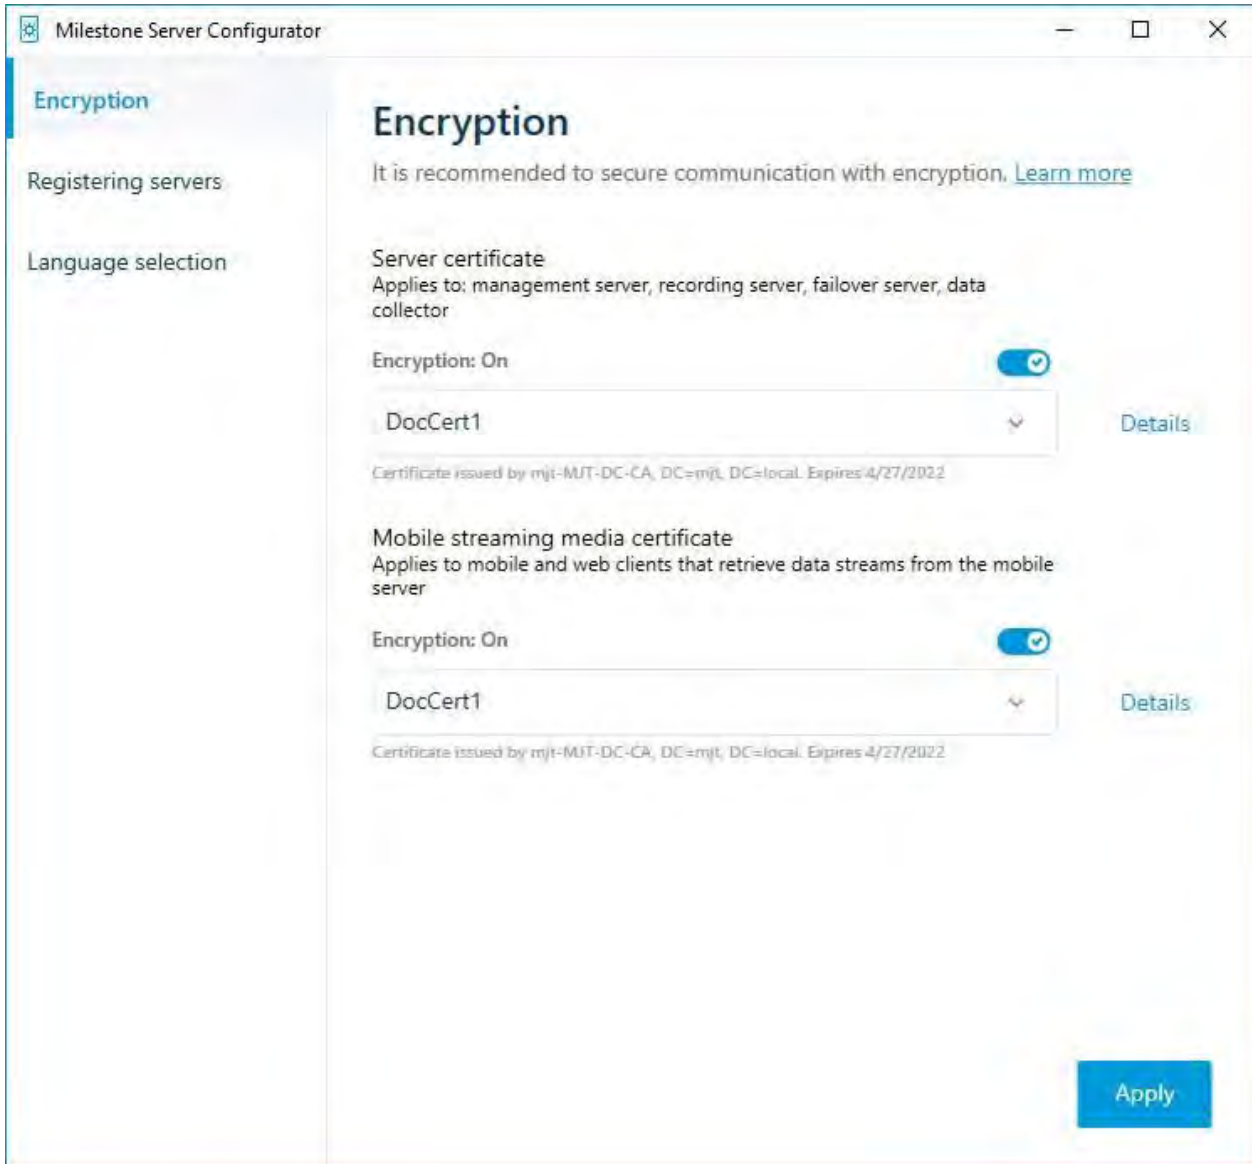 Milestone Server Configurator
Encryption
Registering servers
Language selection
Encryption
It is recommended to secure communication with encryption. Learn more
Server certificate
Applies to: management server, recording server, failover server, data
collector
Encryption: On
DocCert1
Details
Certificate issued by mjt-MJT-DC-CA, DC=mjt, DC=local. Expires 4/27/2022
Mobile streaming media certificate
Applies to mobile and web clients that retrieve data streams from the mobile
server
Encryption: On
DocCert1
Details
Certificate issued by mjt-MJT-DC-CA, DC=mjt, DC=local. Expires 4/27/2022
Apply